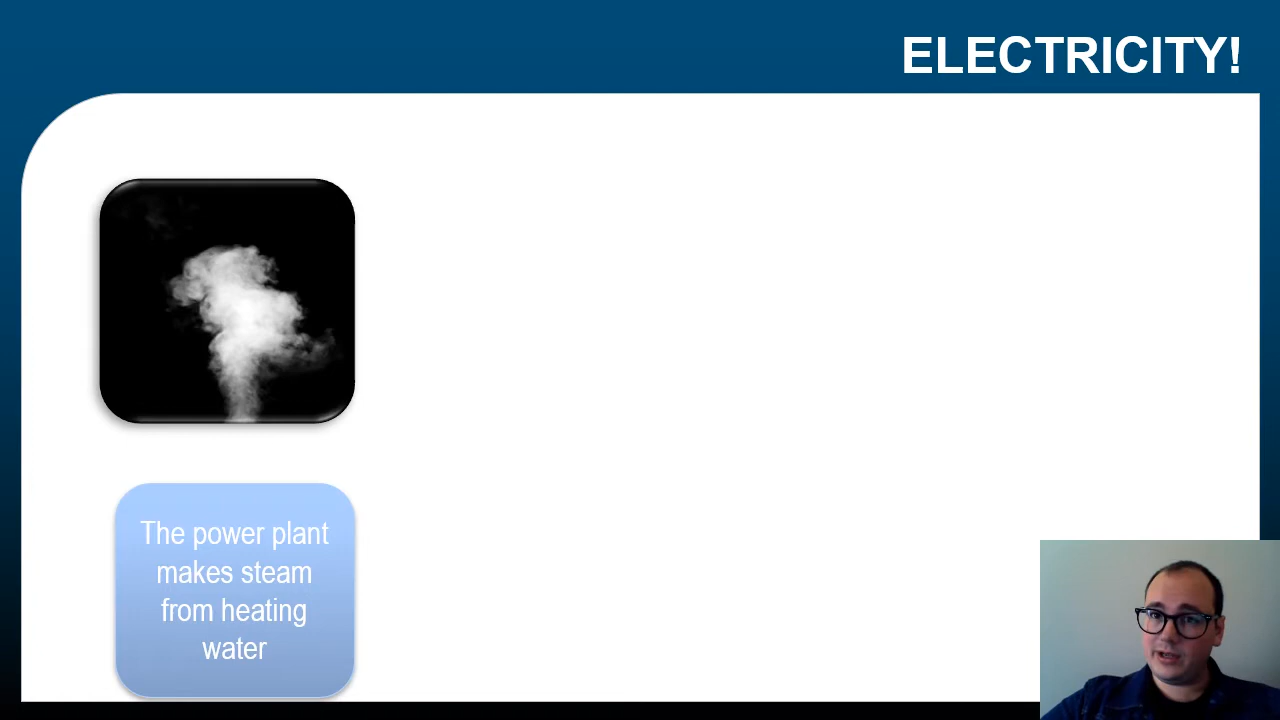 ELECTRICITY!
The power plant
makes steam
from heating
water